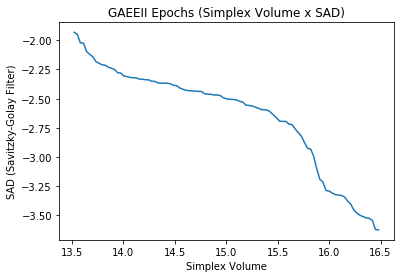 GAEEII Epochs (Simplex Volume x SAD)
SAD (Savitzky-Golay Filter)
−2.00
−2.25
−2.50
−2.75
−3.00
−3.25
−3.50
13.5 14.0 14.5 15.0 15.5 16.0 16.5
Simplex Volume